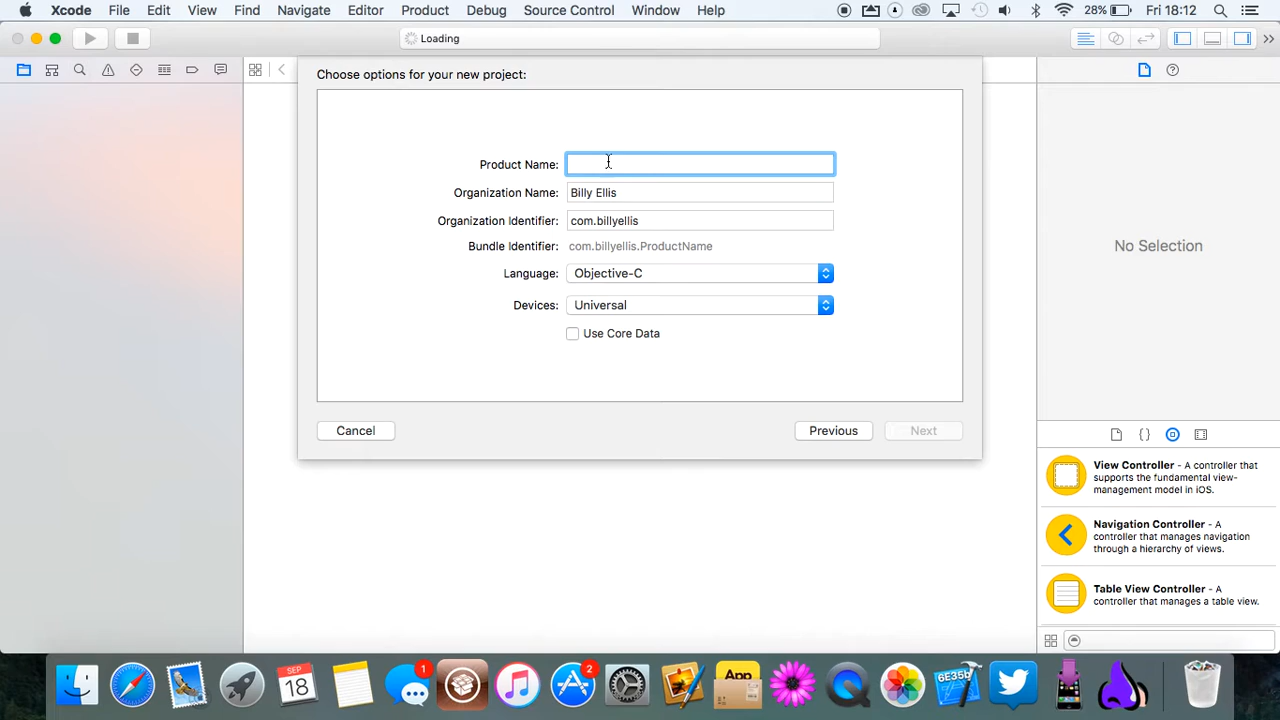 Xcode File Edit View Find Navigate Editor Product Debug Source Control Window Help 28% Fri 18:12
Loading
Choose options for your new project:
Product Name:
Organization Name: Billy Ellis
Organization Identifier: com.billyellis
Bundle Identifier: com.billyellis.ProductName
Language: Objective-C
Devices: Universal
Use Core Data
Cancel Previous Next
No Selection
{}
View Controller - A controller that
supports the fundamental view-
management model in iOS.
Navigation Controller - A
controller that manages navigation
through a hierarchy of views.
Table View Controller - A
controller that manages a table view.
SEP
18
1
2
App
6E35b